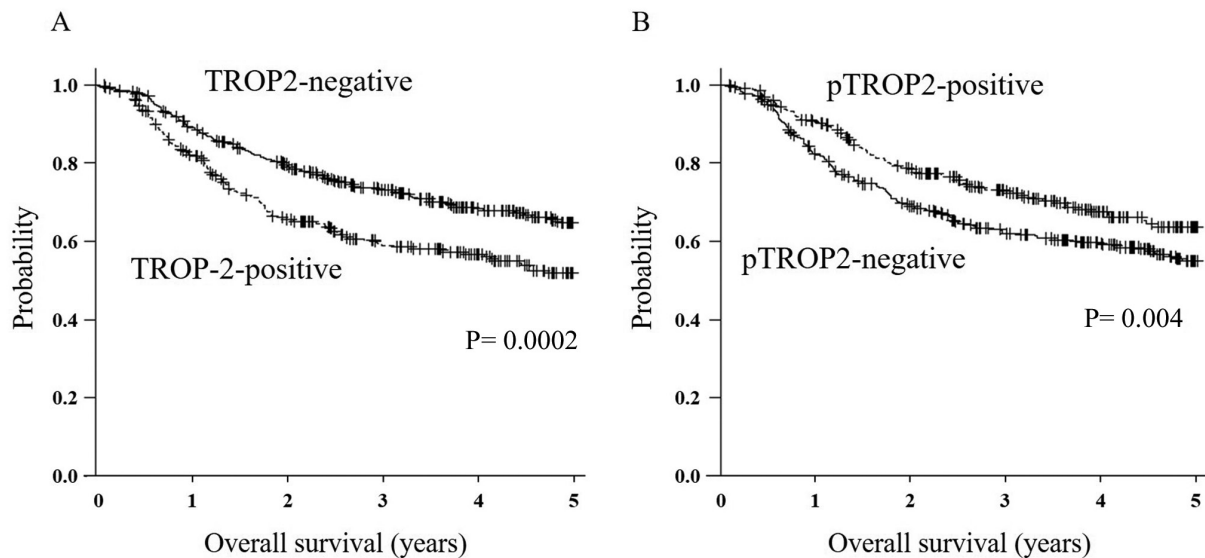 A
TROP2-negative
1.0
0.8
0.6
0.4
0.2
0.0
Probability
TROP-2-positive
P= 0.0002
0 1 2 3 4 5
Overall survival (years)
B
pTROP2-positive
1.0
0.8
0.6
0.4
0.2
0.0
Probability
pTROP2-negative
P= 0.004
0 1 2 3 4 5
Overall survival (years)